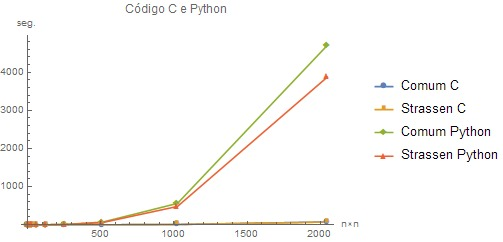 Código C e Python
seg.
4000
3000
2000
1000
500
1000
1500
2000
n×n
Comum C
Strassen C
Comum Python
Strassen Python